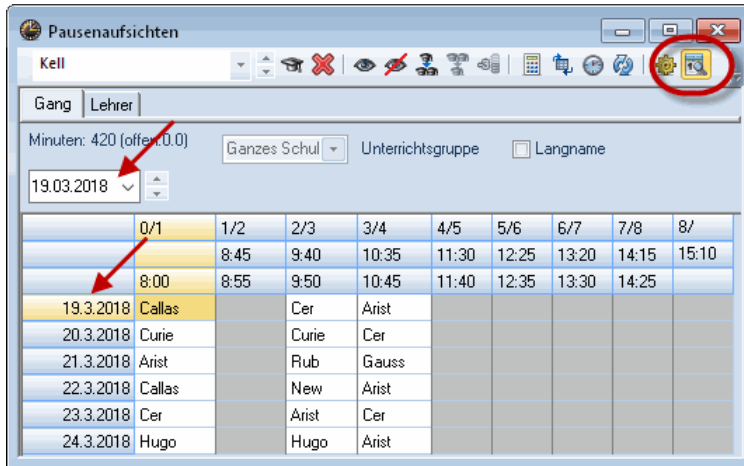 Pausenaufsichten
Kell
Gang Lehrer
Minuten: 420 (offen:0.0) Ganzes Schul Unterrichtsgruppe Langname
19.03.2018
0/1 1/2 2/3 3/4 4/5 5/6 6/7 7/8 8/
8:45 9:40 10:35 11:30 12:25 13:20 14:15 15:10
8:00 8:55 9:50 10:45 11:40 12:35 13:30 14:25
19.3.2018 Callas Cer Arist
20.3.2018 Curie Curie Cer
21.3.2018 Arist Rub Gauss
22.3.2018 Callas New Arist
23.3.2018 Cer Arist Cer
24.3.2018 Hugo Hugo Arist